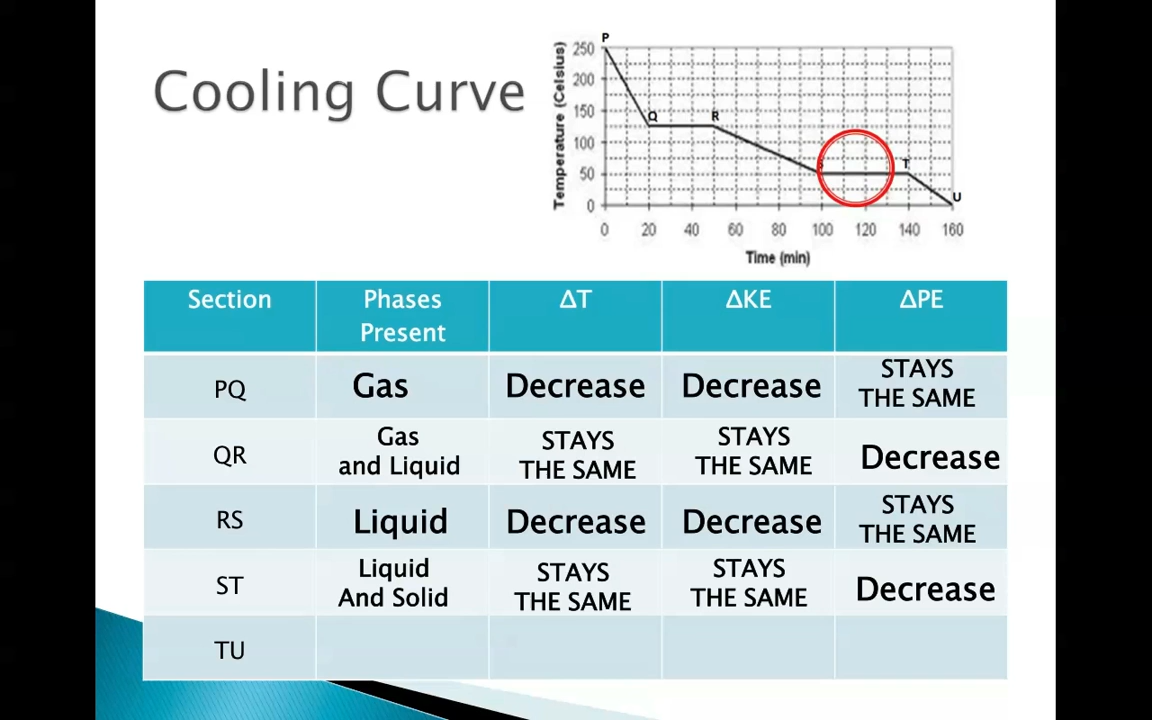 Cooling Curve
P
250
200
150
100
50
0
Temperature (Celsius)
Q
R
S
T
U
0 20 40 60 80 100 120 140 160
Time (min)
Section Phases Present ΔT ΔKE ΔPE
PQ Gas Decrease Decrease STAYS THE SAME
QR Gas and Liquid STAYS THE SAME STAYS THE SAME Decrease
RS Liquid Decrease Decrease STAYS THE SAME
ST Liquid And Solid STAYS THE SAME STAYS THE SAME Decrease
TU